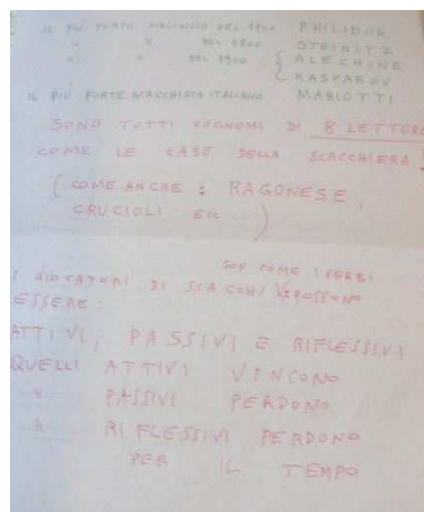 IL PIÙ FORTE SCACCHISTA DEL 1700 PHILIDOR
" " DEL 1800 STEINITZ
" " DEL 1900 { ALECHINE
{ KASPAROV
IL PIÙ FORTE SCACCHISTA ITALIANO MARIOTTI
SONO TUTTI COGNOMI DI 8 LETTERE
COME LE CASE DELLA SCACCHIERA!
(COME ANCHE : RAGONESE,
CRUCIOLI ECC...)
SON COME I VERBI
I GIOCATORI DI SCACCHI POSSONO
ESSERE:
ATTIVI, PASSIVI E RIFLESSIVI
QUELLI ATTIVI VINCONO
" PASSIVI PERDONO
" RIFLESSIVI PERDONO
PER IL TEMPO